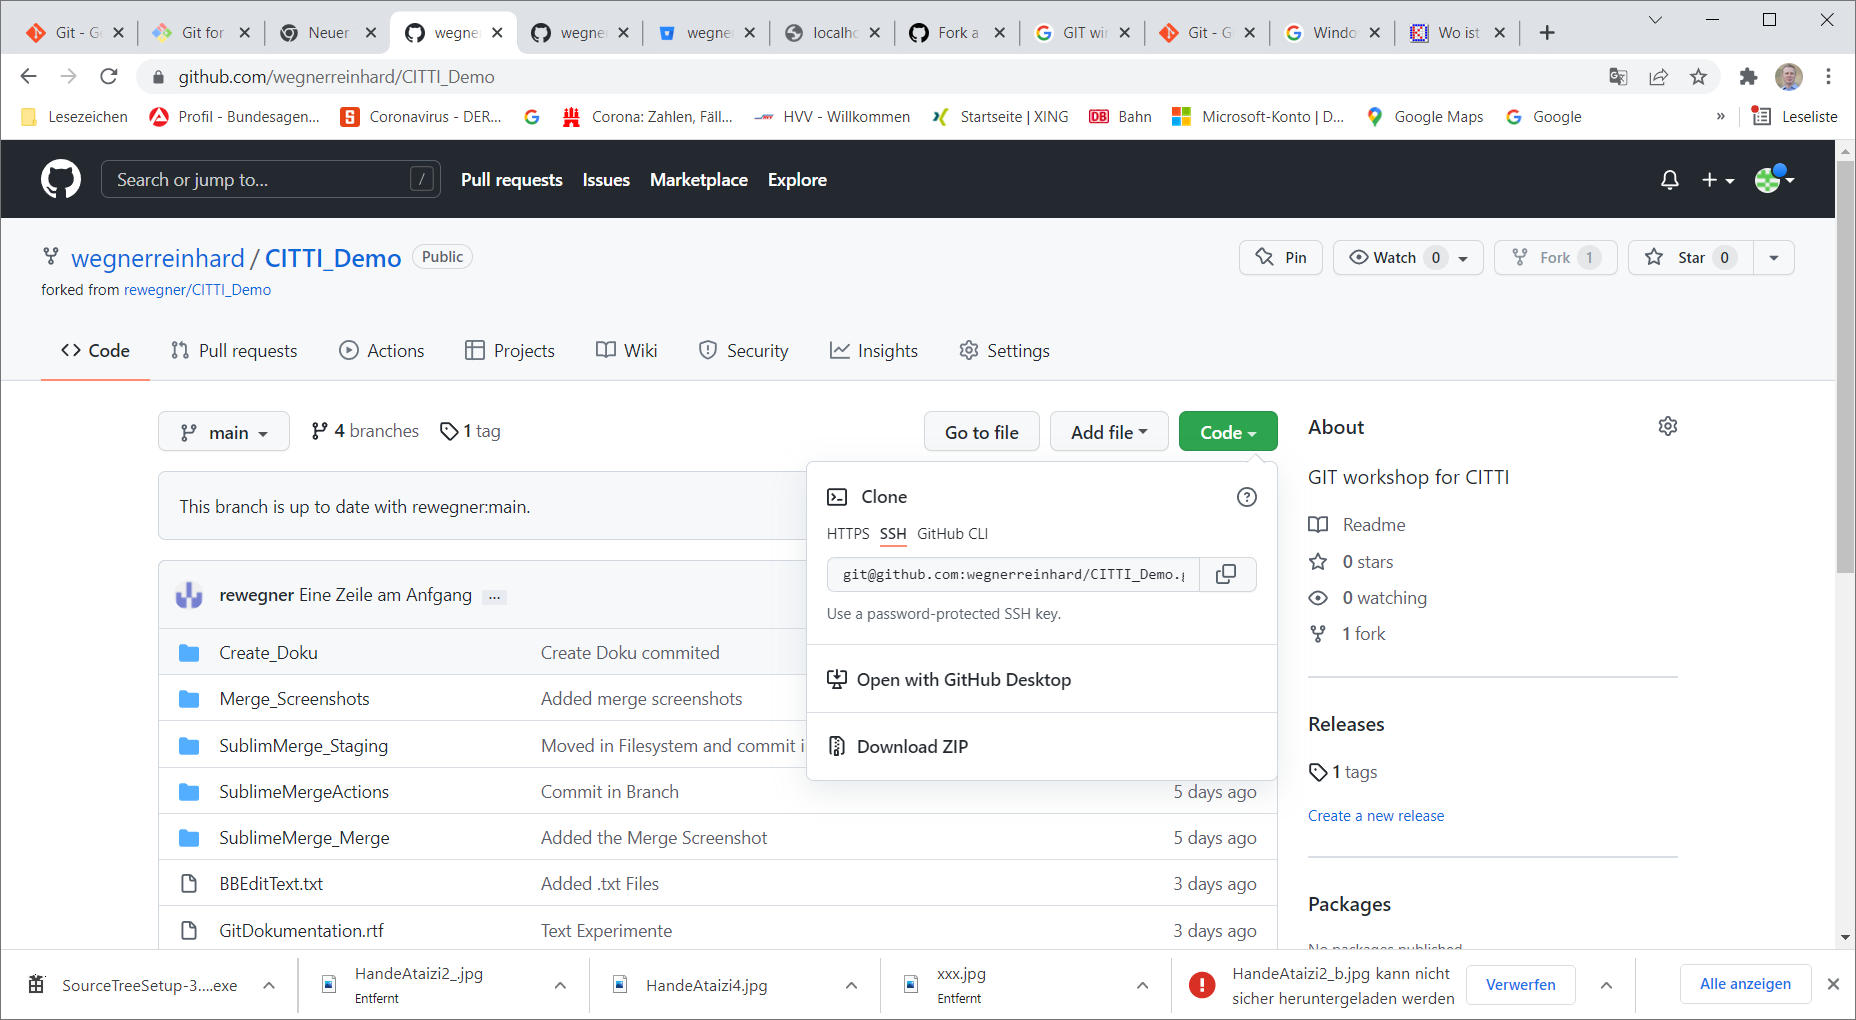 Git - G
Git for
Neuer
wegner
wegner
wegner
localho
Fork a
GIT wi
Git - G
Windo
Wo ist
github.com/wegnerreinhard/CITTI_Demo
Lesezeichen
Profil - Bundesagen...
Coronavirus - DER...
Corona: Zahlen, Fäll...
HVV - Willkommen
Startseite | XING
DB Bahn
Microsoft-Konto | D...
Google Maps
Google
»
Leseliste
Search or jump to... /
Pull requests
Issues
Marketplace
Explore
wegnerreinhard / CITTI_Demo Public
Pin
Watch 0
Fork 1
Star 0
forked from rewegner/CITTI_Demo
Code
Pull requests
Actions
Projects
Wiki
Security
Insights
Settings
main
4 branches
1 tag
Go to file
Add file
Code
About
This branch is up to date with rewegner:main.
Clone
HTTPS SSH GitHub CLI
git@github.com:wegnerreinhard/CITTI_Demo.g
Use a password-protected SSH key.
Open with GitHub Desktop
Download ZIP
GIT workshop for CITTI
Readme
0 stars
0 watching
1 fork
Releases
1 tags
Create a new release
Packages
No packages published
rewegner Eine Zeile am Anfgang ...
Create_Doku Create Doku commited
Merge_Screenshots Added merge screenshots
SublimMerge_Staging Moved in Filesystem and commit i
SublimeMergeActions Commit in Branch 5 days ago
SublimeMerge_Merge Added the Merge Screenshot 5 days ago
BBEditText.txt Added .txt Files 3 days ago
GitDokumentation.rtf Text Experimente 3 days ago
SourceTreeSetup-3....exe
HandeAtaizi2_.jpg
Entfernt
HandeAtaizi4.jpg
xxx.jpg
Entfernt
HandeAtaizi2_b.jpg kann nicht
sicher heruntergeladen werden
Verwerfen
Alle anzeigen